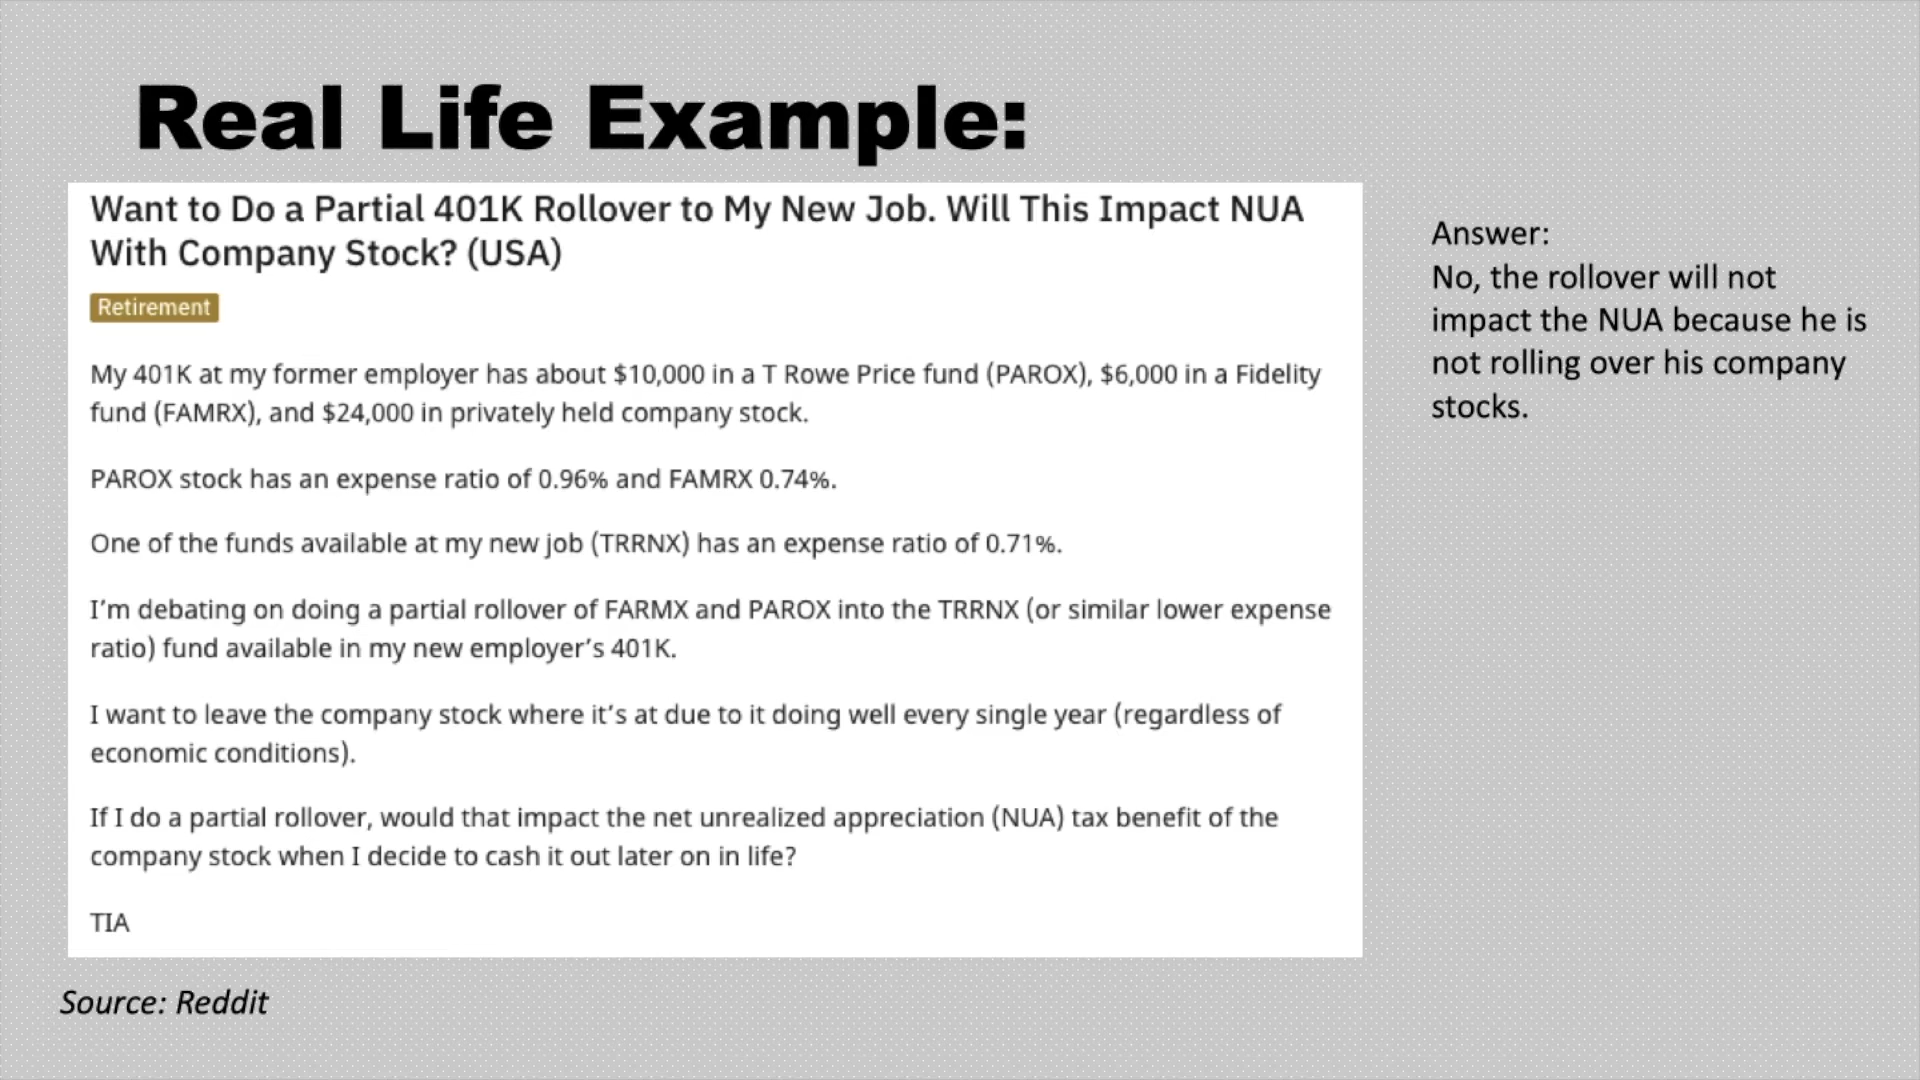 Real Life Example:
Want to Do a Partial 401K Rollover to My New Job. Will This Impact NUA
With Company Stock? (USA)
Retirement
My 401K at my former employer has about $10,000 in a T Rowe Price fund (PAROX), $6,000 in a Fidelity
fund (FAMRX), and $24,000 in privately held company stock.
PAROX stock has an expense ratio of 0.96% and FAMRX 0.74%.
One of the funds available at my new job (TRRNX) has an expense ratio of 0.71%.
I'm debating on doing a partial rollover of FARMX and PAROX into the TRRNX (or similar lower expense
ratio) fund available in my new employer's 401K.
I want to leave the company stock where it's at due to it doing well every single year (regardless of
economic conditions).
If I do a partial rollover, would that impact the net unrealized appreciation (NUA) tax benefit of the
company stock when I decide to cash it out later on in life?
TIA
Source: Reddit
Answer:
No, the rollover will not
impact the NUA because he is
not rolling over his company
stocks.